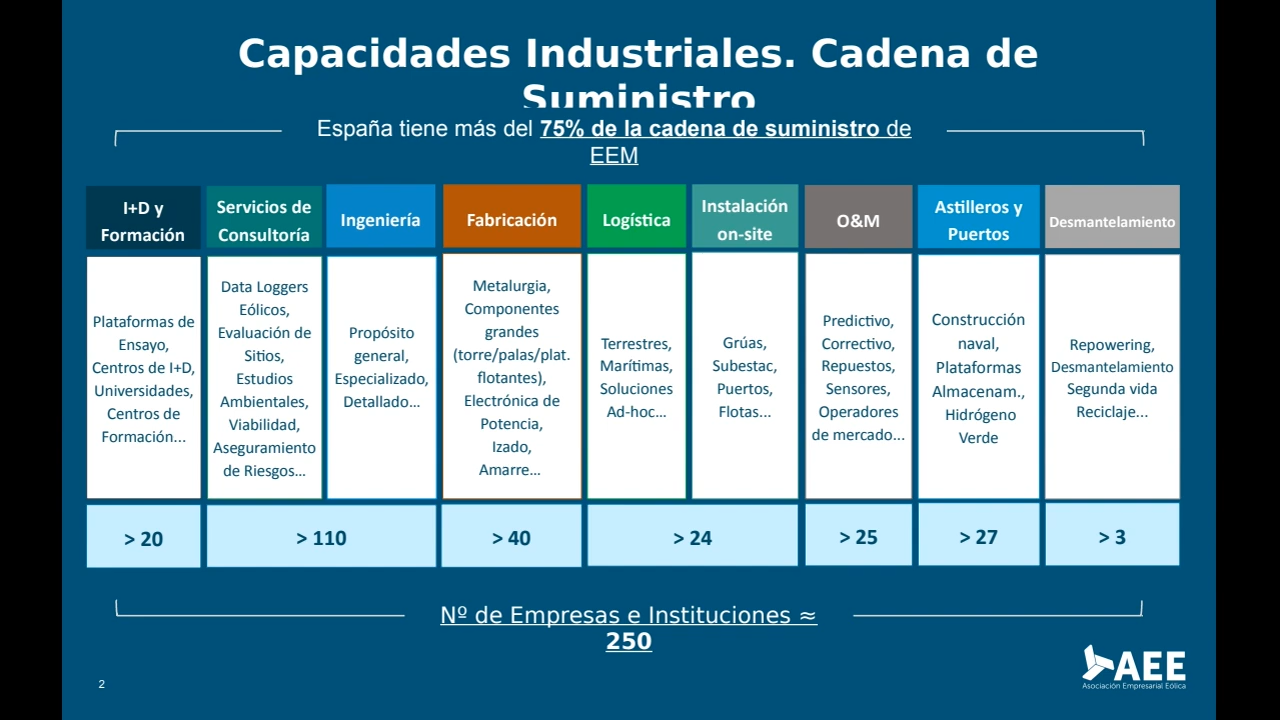 Capacidades Industriales. Cadena de
Suministro
España tiene más del 75% de la cadena de suministro de
EEM
I+D y
Formación
Plataformas de
Ensayo,
Centros de I+D,
Universidades,
Centros de
Formación...
Servicios de
Consultoría
Data Loggers
Eólicos,
Evaluación de
Sitios,
Estudios
Ambientales,
Viabilidad,
Aseguramiento
de Riesgos...
Ingeniería
Propósito
general,
Especializado,
Detallado...
Fabricación
Metalurgia,
Componentes
grandes
(torre/palas/plat.
flotantes),
Electrónica de
Potencia,
Izado,
Amarre...
Logística
Terrestres,
Marítimas,
Soluciones
Ad-hoc...
Instalación
on-site
Grúas,
Subestac,
Puertos,
Flotas...
O&M
Predictivo,
Correctivo,
Repuestos,
Sensores,
Operadores
de mercado...
Astilleros y
Puertos
Construcción
naval,
Plataformas
Almacenam.,
Hidrógeno
Verde
Desmantelamiento
Repowering,
Desmantelamiento
Segunda vida
Reciclaje...
> 20
> 110
> 40
> 24
> 25
> 27
> 3
Nº de Empresas e Instituciones ≈
250
AEE
Asociación Empresarial Eólica
2